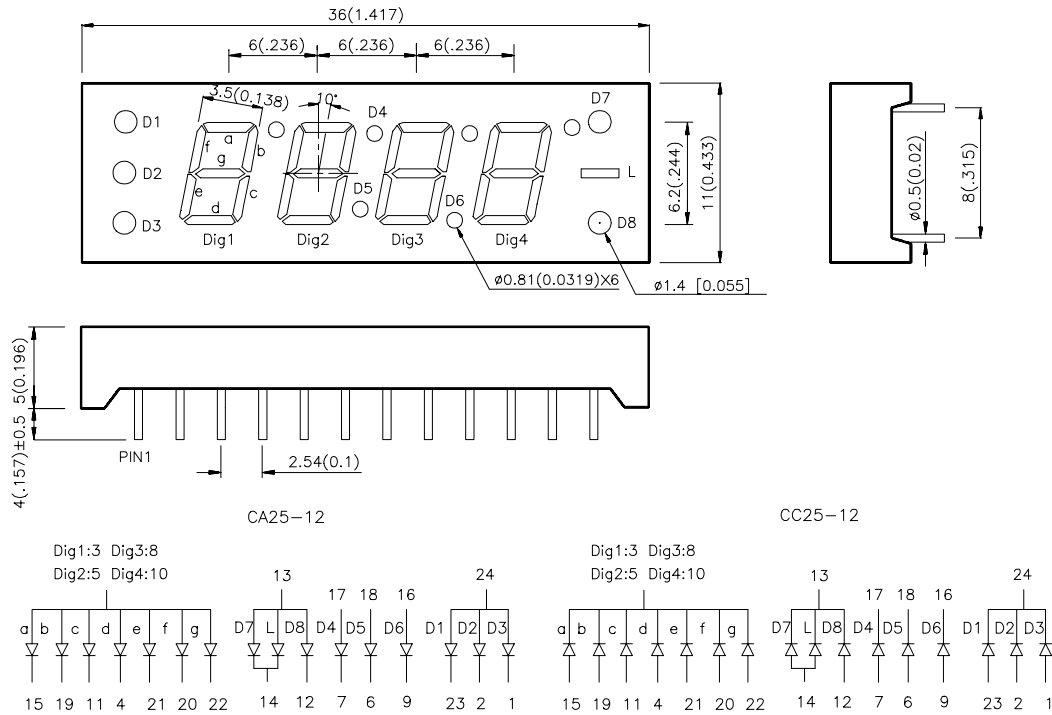 36(1.417)
6(.236) 6(.236) 6(.236)
3.5(0.138) 10°
D1 D4 D7
a f b g
D2 L
e c d
D5 D6
D3 D8
Dig1 Dig2 Dig3 Dig4
6.2(.244)
11(0.433)
ø0.5(0.02)
8(.315)
ø0.81(0.0319)X6
ø1.4 [0.055]
5(0.196)
4(.157)±0.5
PIN1
2.54(0.1)
CA25-12
Dig1:3 Dig3:8
Dig2:5 Dig4:10
13 24
17 18 16
a b c d e f g D7 L D8 D4 D5 D6 D1 D2 D3
15 19 11 4 21 20 22 14 12 7 6 9 23 2 1
CC25-12
Dig1:3 Dig3:8
Dig2:5 Dig4:10
13 24
17 18 16
a b c d e f g D7 L D8 D4 D5 D6 D1 D2 D3
15 19 11 4 21 20 22 14 12 7 6 9 23 2 1